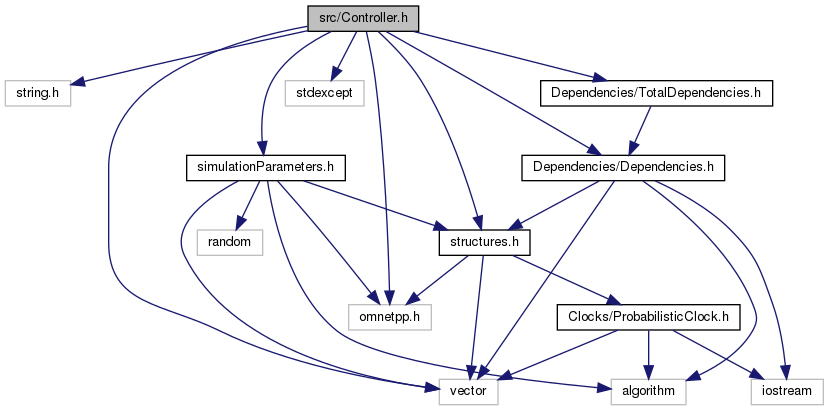 src/Controller.h
string.h
stdexcept
Dependencies/TotalDependencies.h
simulationParameters.h
Dependencies/Dependencies.h
random
structures.h
omnetpp.h
Clocks/ProbabilisticClock.h
vector
algorithm
iostream